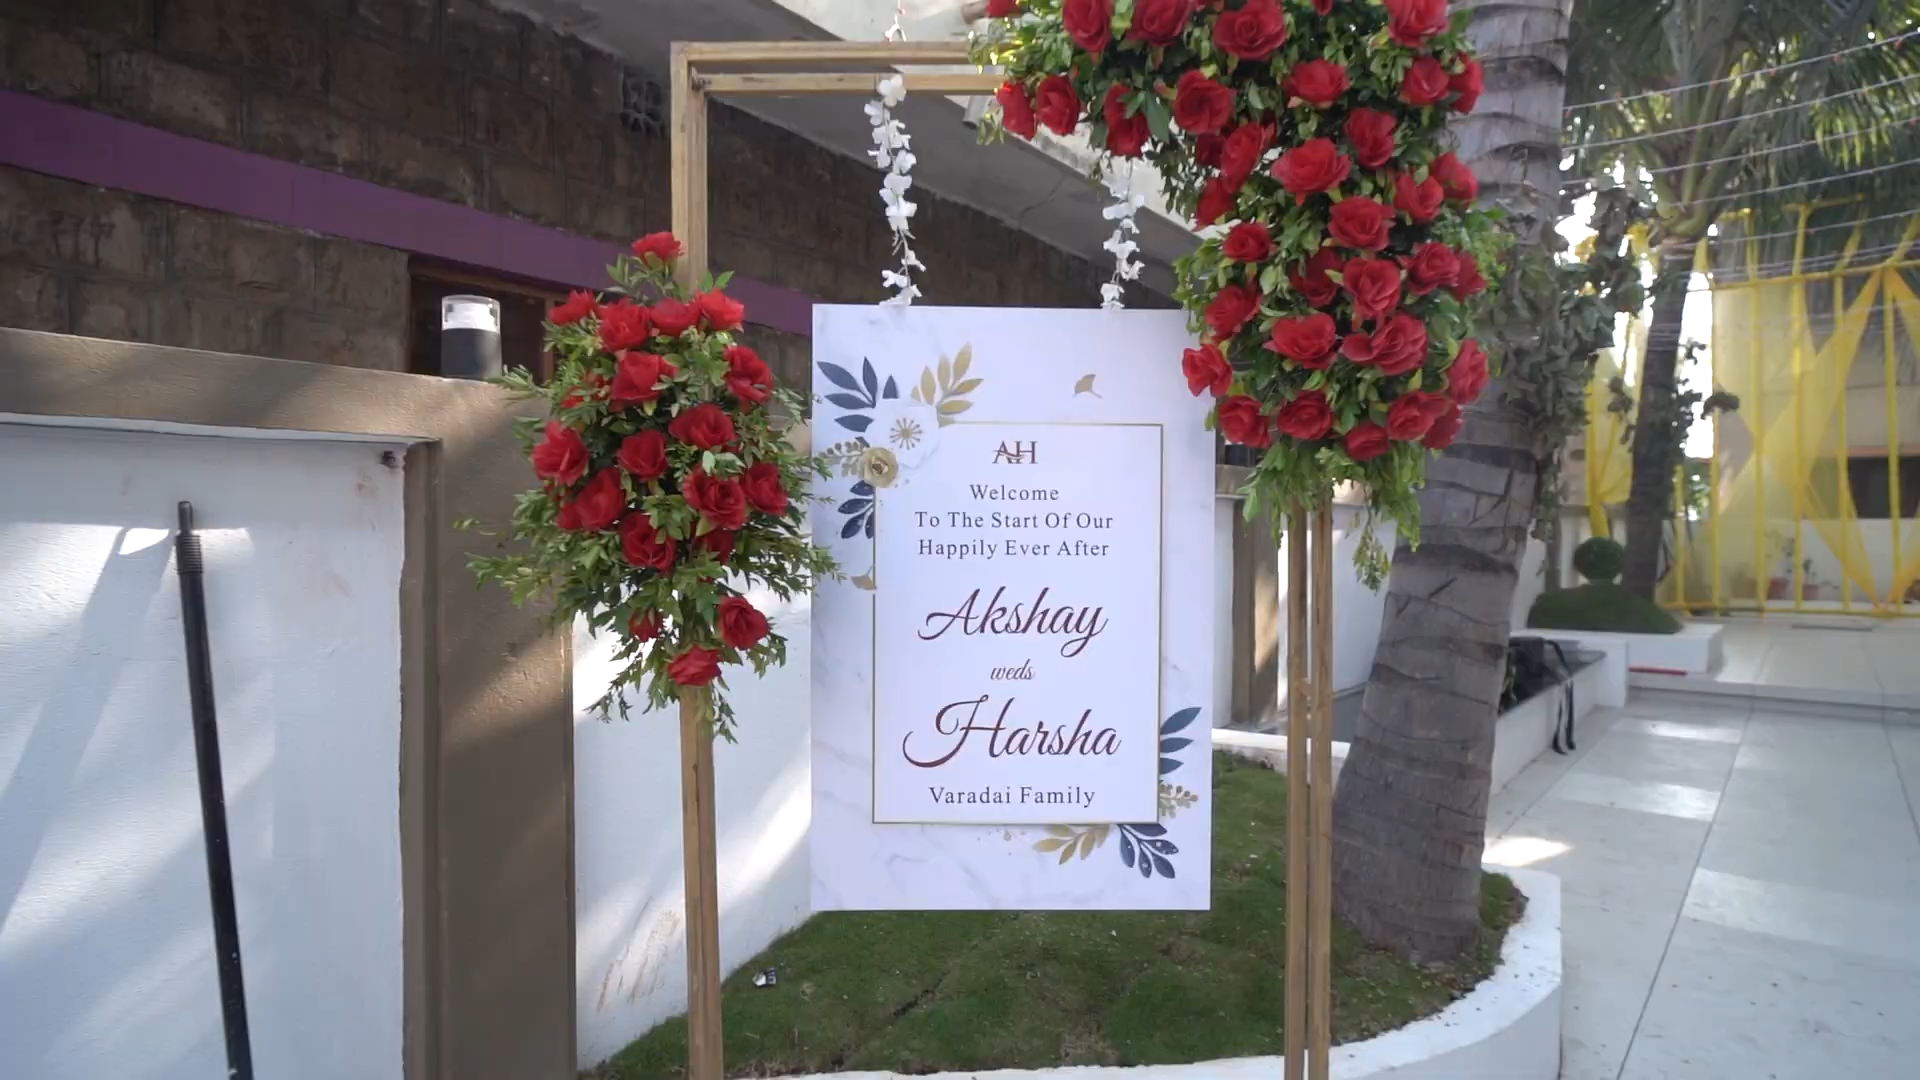 AH
Welcome
To The Start Of Our
Happily Ever After
Akshay
weds
Harsha
Varadai Family